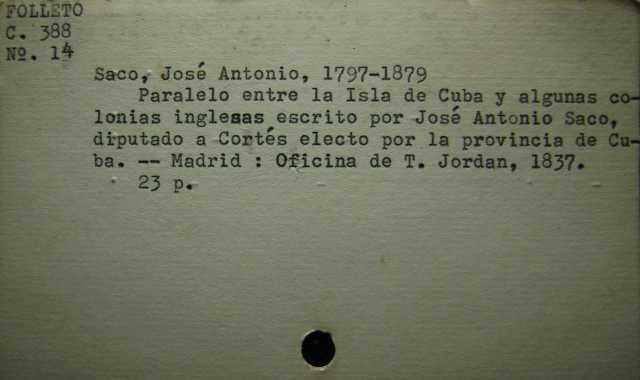 FOLLETO
C. 388
Nº. 14
Saco, José Antonio, 1797-1879
Paralelo entre la Isla de Cuba y algunas co-
lonias inglesas escrito por José Antonio Saco,
diputado a Cortés electo por la provincia de Cu-
ba. -- Madrid : Oficina de T. Jordan, 1837.
23 p.